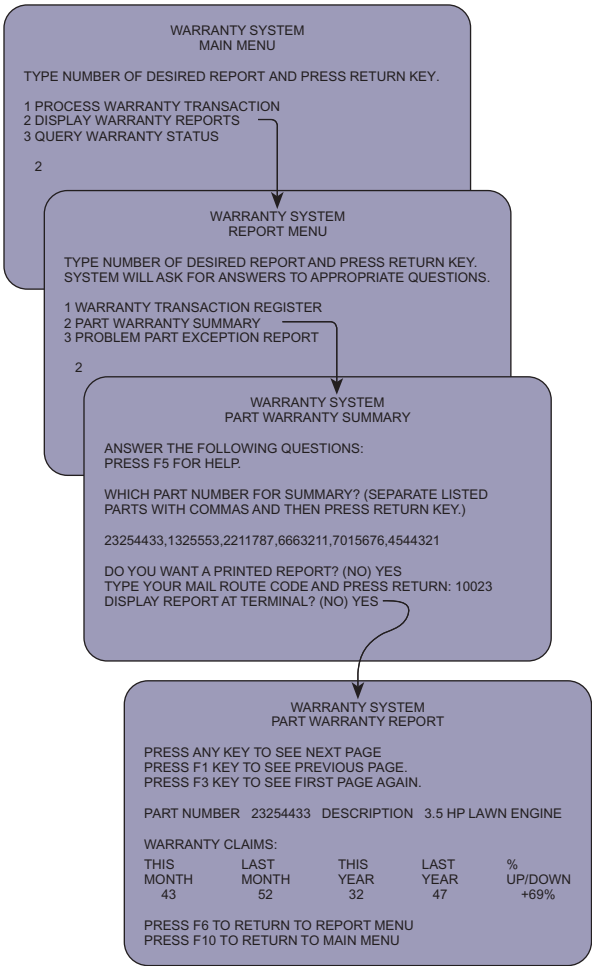 WARRANTY SYSTEM
MAIN MENU
TYPE NUMBER OF DESIRED REPORT AND PRESS RETURN KEY.
1 PROCESS WARRANTY TRANSACTION
2 DISPLAY WARRANTY REPORTS
3 QUERY WARRANTY STATUS
2
WARRANTY SYSTEM
REPORT MENU
TYPE NUMBER OF DESIRED REPORT AND PRESS RETURN KEY.
SYSTEM WILL ASK FOR ANSWERS TO APPROPRIATE QUESTIONS.
1 WARRANTY TRANSACTION REGISTER
2 PART WARRANTY SUMMARY
3 PROBLEM PART EXCEPTION REPORT
2
WARRANTY SYSTEM
PART WARRANTY SUMMARY
ANSWER THE FOLLOWING QUESTIONS:
PRESS F5 FOR HELP.
WHICH PART NUMBER FOR SUMMARY? (SEPARATE LISTED
PARTS WITH COMMAS AND THEN PRESS RETURN KEY.)
23254433,1325553,2211787,6663211,7015676,4544321
DO YOU WANT A PRINTED REPORT? (NO) YES
TYPE YOUR MAIL ROUTE CODE AND PRESS RETURN: 10023
DISPLAY REPORT AT TERMINAL? (NO) YES
WARRANTY SYSTEM
PART WARRANTY REPORT
PRESS ANY KEY TO SEE NEXT PAGE
PRESS F1 KEY TO SEE PREVIOUS PAGE.
PRESS F3 KEY TO SEE FIRST PAGE AGAIN.
PART NUMBER 23254433 DESCRIPTION 3.5 HP LAWN ENGINE
WARRANTY CLAIMS:
THIS LAST THIS LAST %
MONTH MONTH YEAR YEAR UP/DOWN
43 52 32 47 +69%
PRESS F6 TO RETURN TO REPORT MENU
PRESS F10 TO RETURN TO MAIN MENU